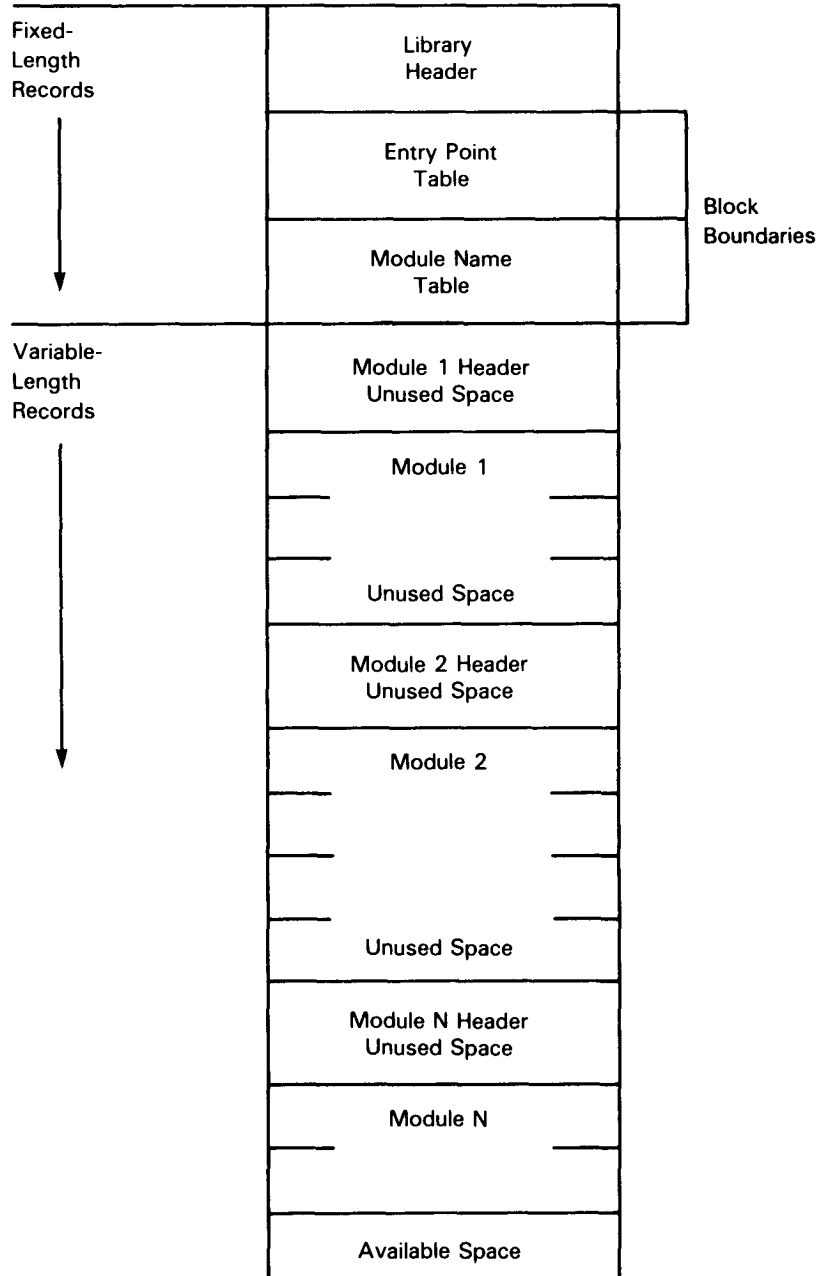 Fixed-
Length
Records
Library
Header
Entry Point
Table
Block
Boundaries
Module Name
Table
Variable-
Length
Records
Module 1 Header
Unused Space
Module 1
Unused Space
Module 2 Header
Unused Space
Module 2
Unused Space
Module N Header
Unused Space
Module N
Available Space